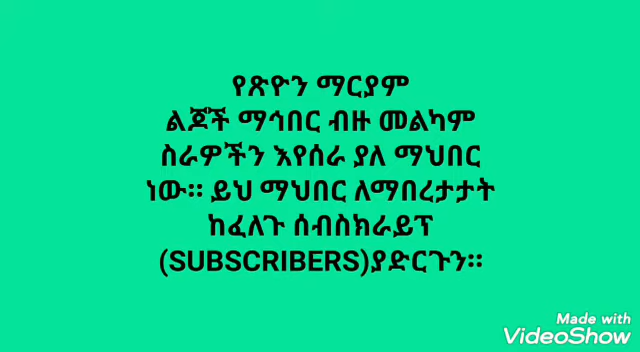 የጽዮን ማርያም
ልጆች ማኅበር ብዙ መልካም
ስራዎችን እየሰራ ያለ ማህበር
ነው። ይህ ማህበር ለማበረታታት
ከፈለጉ ሰብስክራይፕ
(SUBSCRIBERS)ያድርጉን።
Made with
VideoShow